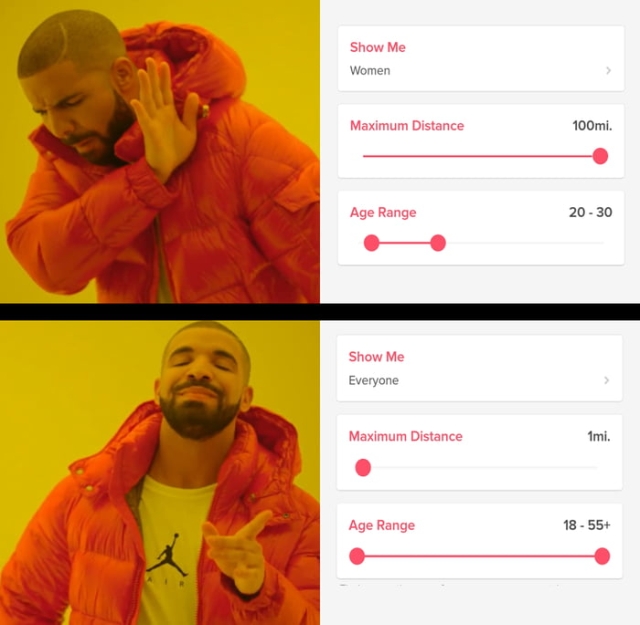 Show Me
Women
Maximum Distance 100mi.
Age Range 20 - 30
Show Me
Everyone
Maximum Distance 1mi.
Age Range 18 - 55+
AIR